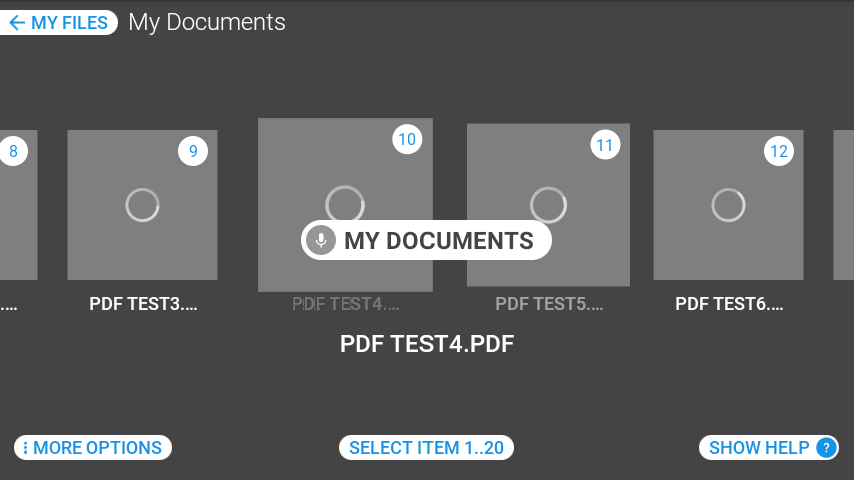 MY FILES My Documents
8 9 10 11 12
MY DOCUMENTS
... PDF TEST3.... PDF TEST4.... PDF TEST5.... PDF TEST6....
PDF TEST4.PDF
MORE OPTIONS SELECT ITEM 1..20 SHOW HELP ?